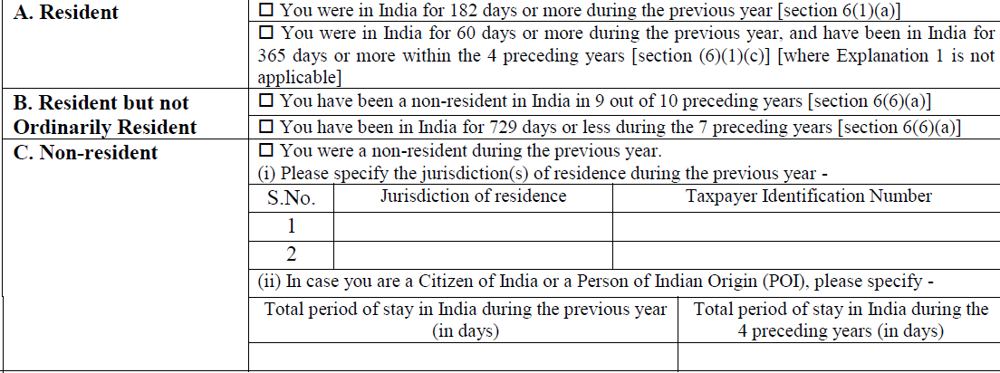 A. Resident
☐ You were in India for 182 days or more during the previous year [section 6(1)(a)]
☐ You were in India for 60 days or more during the previous year, and have been in India for
365 days or more within the 4 preceding years [section (6)(1)(c)] [where Explanation 1 is not
applicable]
B. Resident but not
Ordinarily Resident
☐ You have been a non-resident in India in 9 out of 10 preceding years [section 6(6)(a)]
☐ You have been in India for 729 days or less during the 7 preceding years [section 6(6)(a)]
C. Non-resident
☐ You were a non-resident during the previous year.
(i) Please specify the jurisdiction(s) of residence during the previous year -
S.No. Jurisdiction of residence Taxpayer Identification Number
1
2
(ii) In case you are a Citizen of India or a Person of Indian Origin (POI), please specify -
Total period of stay in India during the previous year
(in days)
Total period of stay in India during the
4 preceding years (in days)